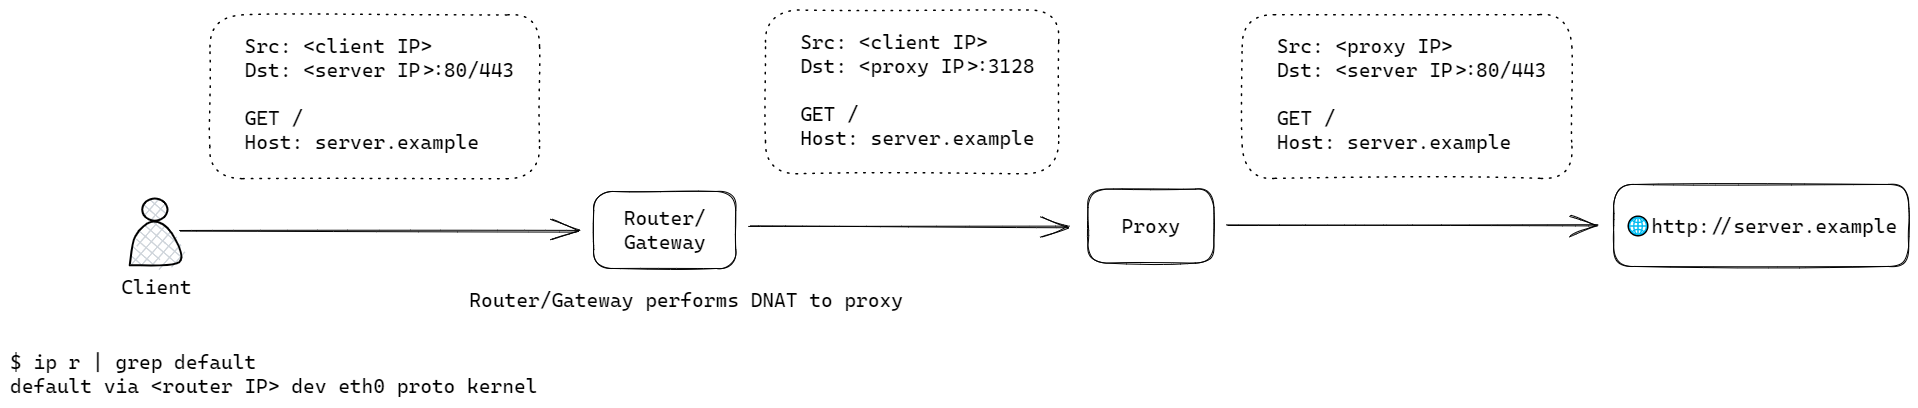 Src: <client IP>
Dst: <server IP>:80/443
GET /
Host: server.example
Src: <client IP>
Dst: <proxy IP>:3128
GET /
Host: server.example
Src: <proxy IP>
Dst: <server IP>:80/443
GET /
Host: server.example
Client
Router/
Gateway
Proxy
http://server.example
Router/Gateway performs DNAT to proxy
$ ip r | grep default
default via <router IP> dev eth0 proto kernel